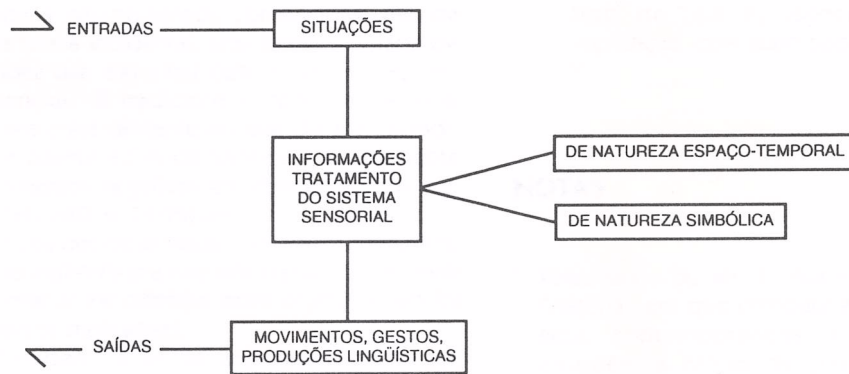 ENTRADAS
SITUAÇÕES
INFORMAÇÕES
TRATAMENTO
DO SISTEMA
SENSORIAL
DE NATUREZA ESPAÇO-TEMPORAL
DE NATUREZA SIMBÓLICA
SAÍDAS
MOVIMENTOS, GESTOS,
PRODUÇÕES LINGÜÍSTICAS